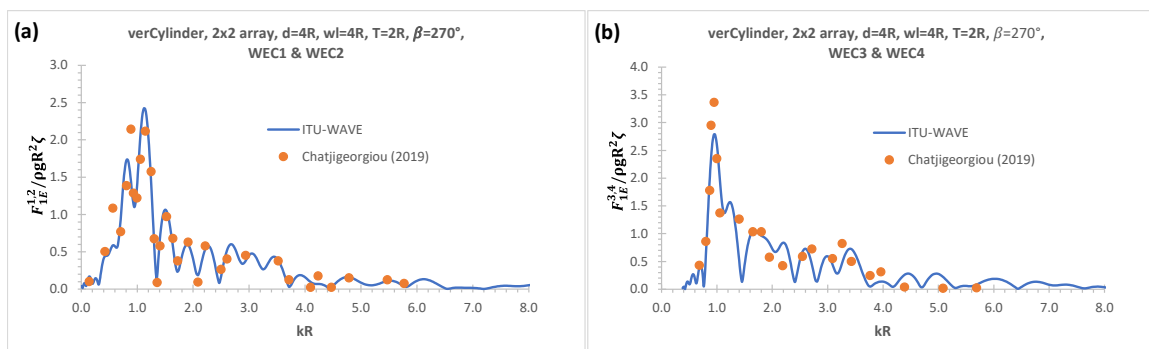 (a)
verCylinder, 2x2 array, d=4R, wl=4R, T=2R, β=270°,
WEC1 & WEC2
3.0
2.5
2.0
1.5
1.0
0.5
0.0
F₁E¹,²/ρgR²ζ
ITU-WAVE
Chatjigeorgiou (2019)
0.0 1.0 2.0 3.0 4.0 5.0 6.0 7.0 8.0
kR
(b)
verCylinder, 2x2 array, d=4R, wl=4R, T=2R, β=270°,
WEC3 & WEC4
4.0
3.5
3.0
2.5
2.0
1.5
1.0
0.5
0.0
F₁E³,⁴/ρgR²ζ
ITU-WAVE
Chatjigeorgiou (2019)
0.0 1.0 2.0 3.0 4.0 5.0 6.0 7.0 8.0
kR